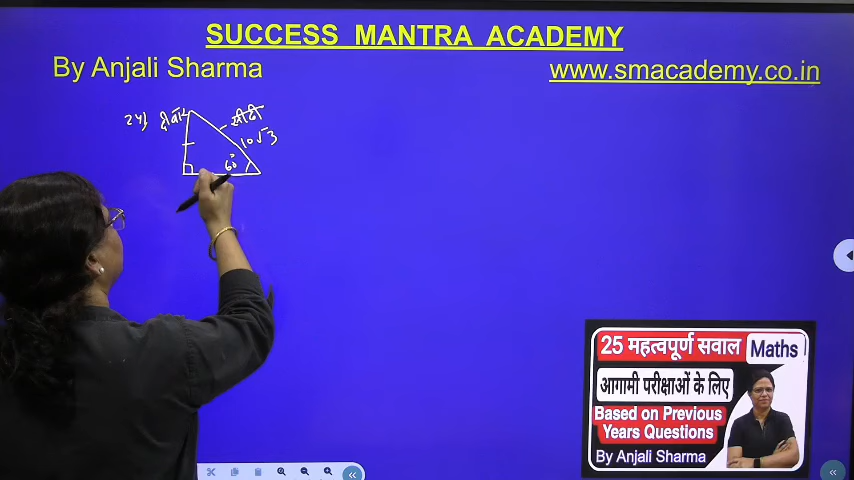 SUCCESS MANTRA ACADEMY
By Anjali Sharma
www.smacademy.co.in
24) दीवार
सीढ़ी
10√3
60°
25 महत्वपूर्ण सवाल Maths
आगामी परीक्षाओं के लिए
Based on Previous
Years Questions
By Anjali Sharma